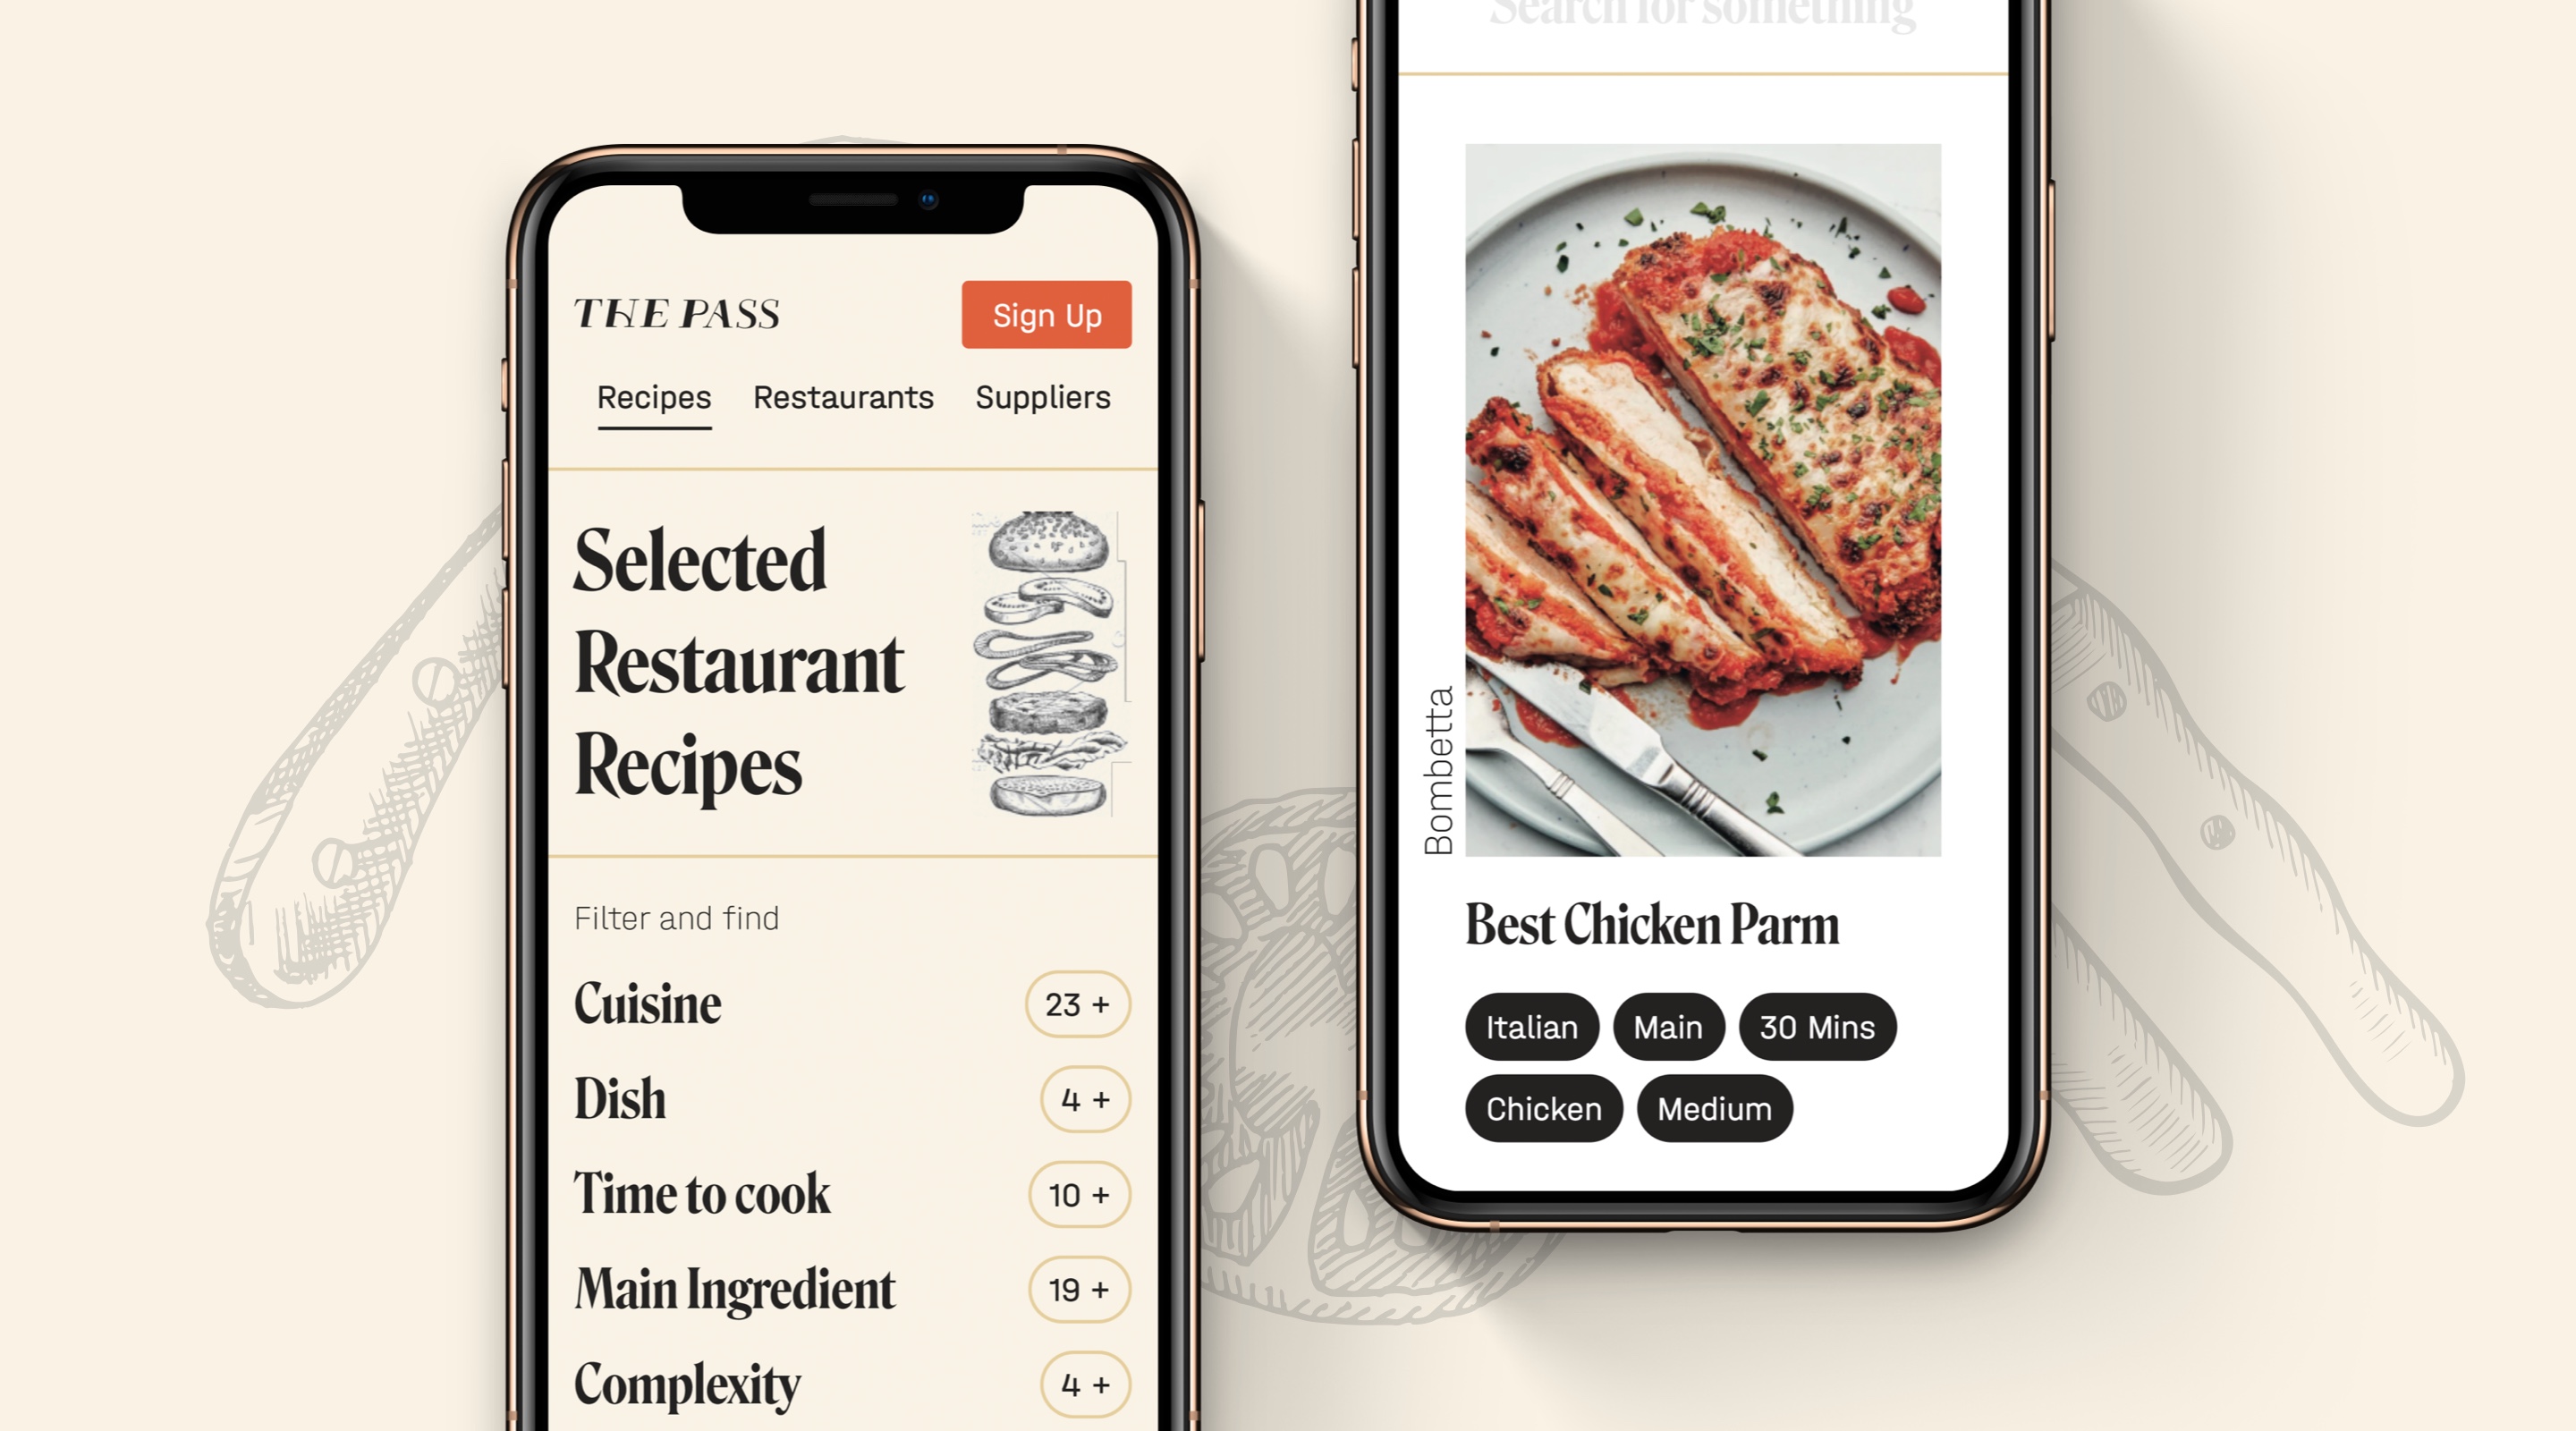 THE PASS
Sign Up
Recipes Restaurants Suppliers
Selected
Restaurant
Recipes
Filter and find
Cuisine 23 +
Dish 4 +
Time to cook 10 +
Main Ingredient 19 +
Complexity 4 +
Search for something
Bombetta
Best Chicken Parm
Italian Main 30 Mins
Chicken Medium